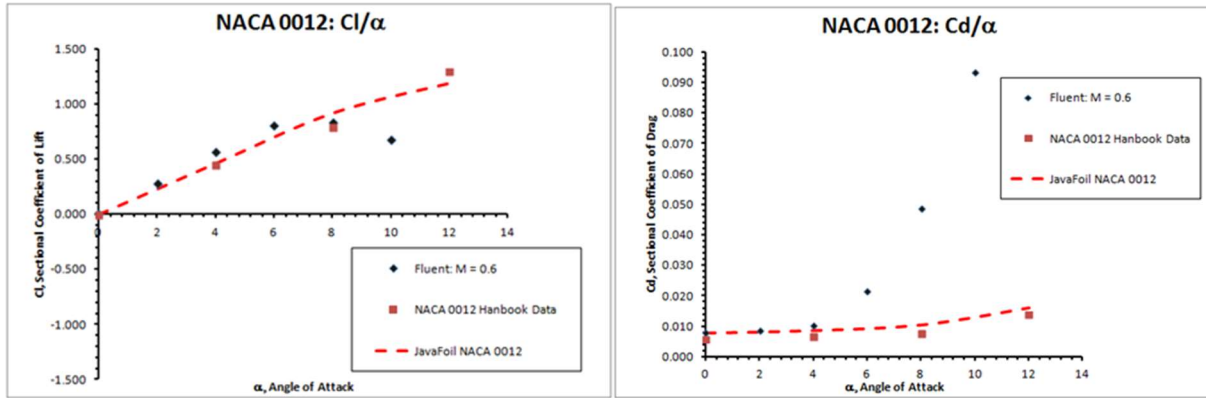 NACA 0012: Cl/α
1.500
1.000
0.500
0.000
-0.500
-1.000
-1.500
0 2 4 6 8 10 12 14
Cl, Sectional Coefficient of Lift
α, Angle of Attack
Fluent: M = 0.6
NACA 0012 Hanbook Data
JavaFoil NACA 0012
NACA 0012: Cd/α
0.100
0.090
0.080
0.070
0.060
0.050
0.040
0.030
0.020
0.010
0.000
0 2 4 6 8 10 12 14
Cd, Sectional Coefficient of Drag
α, Angle of Attack
Fluent: M = 0.6
NACA 0012 Hanbook Data
JavaFoil NACA 0012